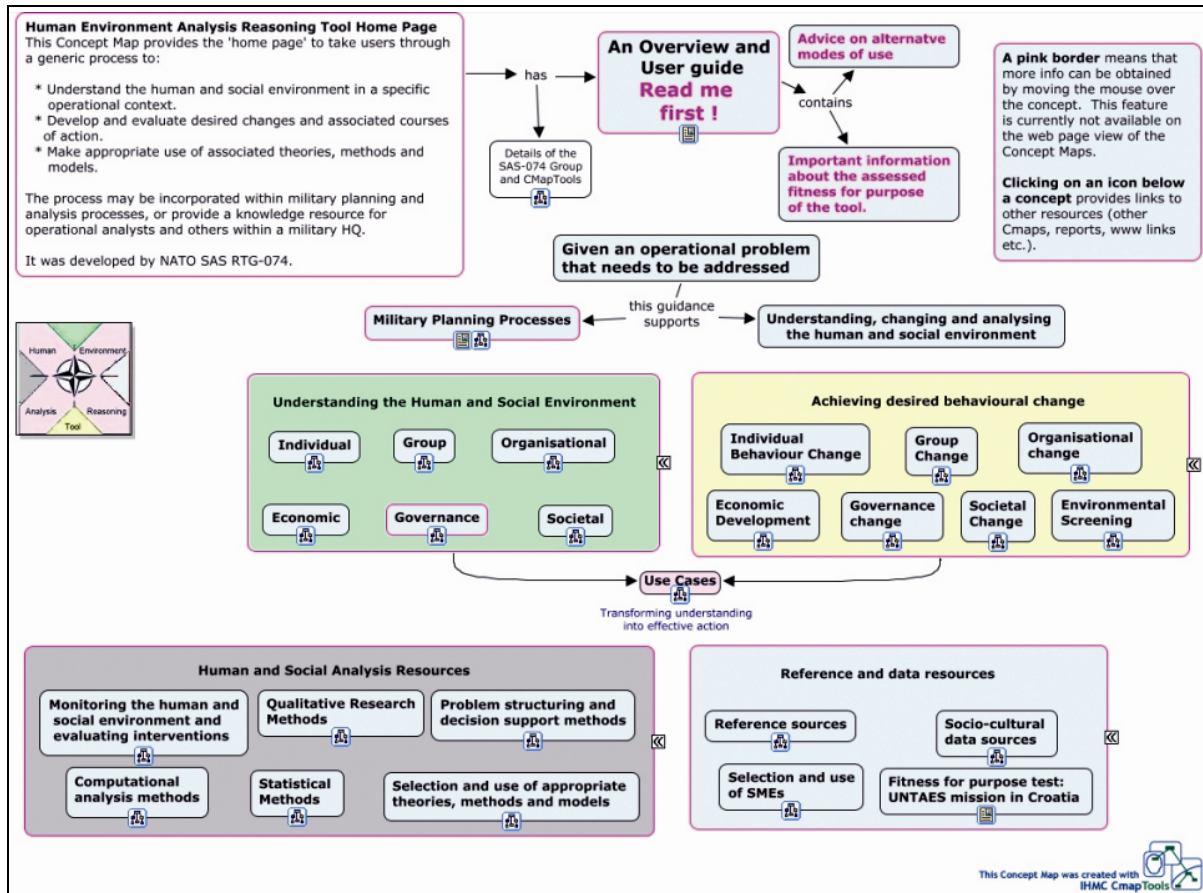 Human Environment Analysis Reasoning Tool Home Page
This Concept Map provides the 'home page' to take users through
a generic process to:
* Understand the human and social environment in a specific
operational context.
* Develop and evaluate desired changes and associated courses
of action.
* Make appropriate use of associated theories, methods and
models.
The process may be incorporated within military planning and
analysis processes, or provide a knowledge resource for
operational analysts and others within a military HQ.
It was developed by NATO SAS RTG-074.
has
Details of the
SAS-074 Group
and CMapTools
An Overview and
User guide
Read me
first !
contains
Advice on alternatve
modes of use
Important information
about the assessed
fitness for purpose
of the tool.
A pink border means that
more info can be obtained
by moving the mouse over
the concept. This feature
is currently not available on
the web page view of the
Concept Maps.
Clicking on an icon below
a concept provides links to
other resources (other
Cmaps, reports, www links
etc.).
Given an operational problem
that needs to be addressed
this guidance
supports
Military Planning Processes
Understanding, changing and analysing
the human and social environment
Human
Environment
Analysis
Reasoning
Tool
Understanding the Human and Social Environment
Individual
Group
Organisational
Economic
Governance
Societal
Achieving desired behavioural change
Individual
Behaviour Change
Group
Change
Organisational
change
Economic
Development
Governance
change
Societal
Change
Environmental
Screening
Use Cases
Transforming understanding
into effective action
Human and Social Analysis Resources
Monitoring the human and
social environment and
evaluating interventions
Qualitative Research
Methods
Problem structuring and
decision support methods
Computational
analysis methods
Statistical
Methods
Selection and use of appropriate
theories, methods and models
Reference and data resources
Reference sources
Socio-cultural
data sources
Selection and use
of SMEs
Fitness for purpose test:
UNTAES mission in Croatia
This Concept Map was created with
IHMC CmapTools